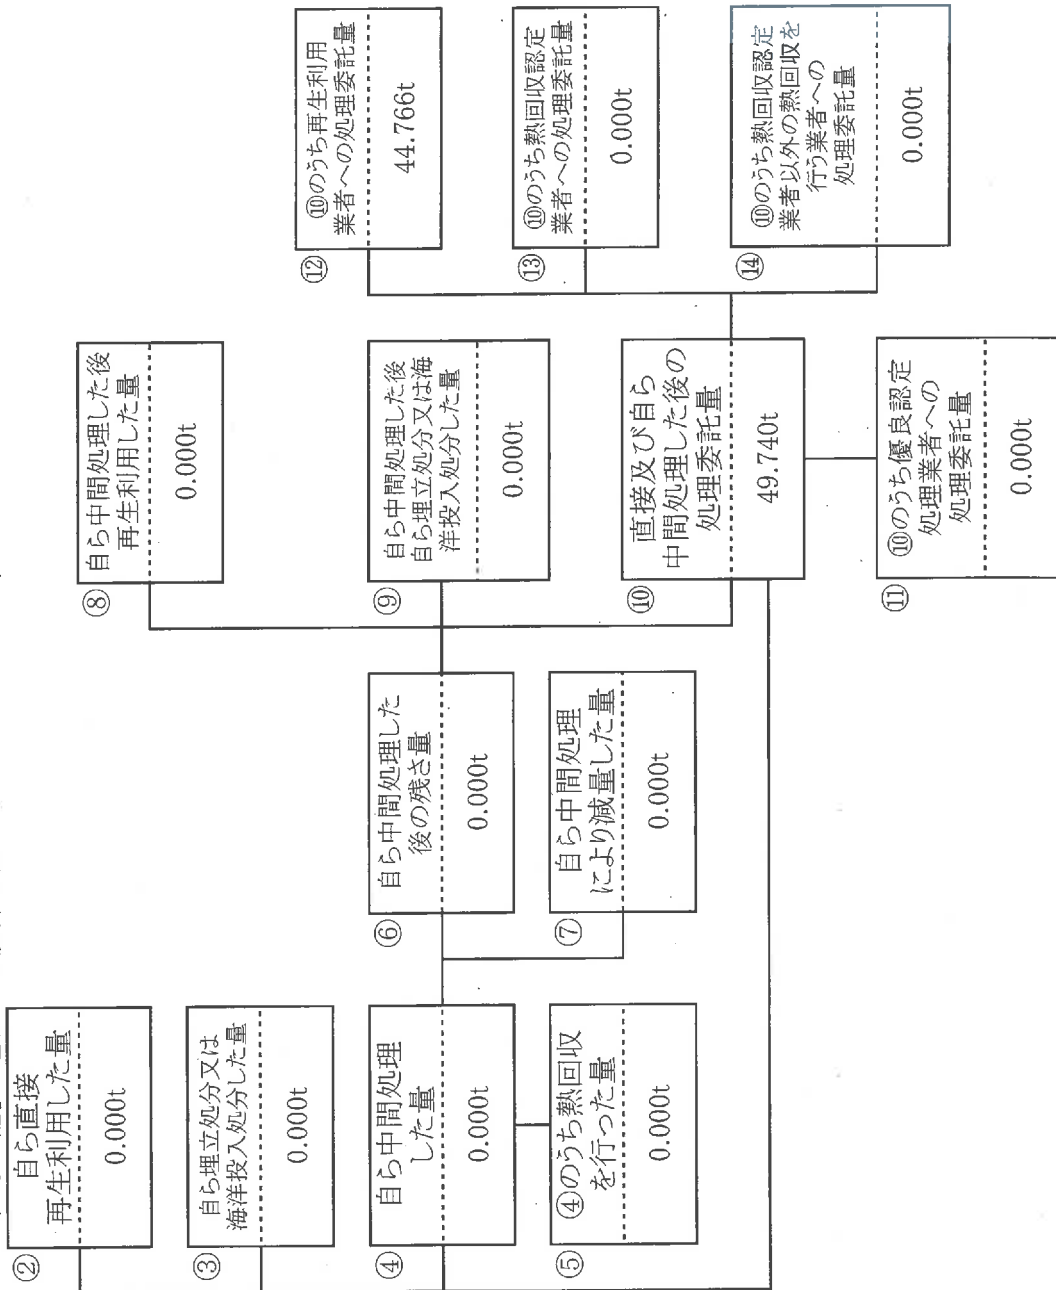 ②
自ら直接
再生利用した量
0.000t
③
自ら埋立処分又は
海洋投入処分した量
0.000t
④
自ら中間処理
した量
0.000t
⑤
④のうち熱回収
を行った量
0.000t
⑥
自ら中間処理した
後の残さ量
0.000t
⑦
自ら中間処理
により減量した量
0.000t
⑧
自ら中間処理した後
再生利用した量
0.000t
⑨
自ら中間処理した後
自ら埋立処分又は海
洋投入処分した量
0.000t
⑩
直接及び自ら
中間処理した後の
処理委託量
49.740t
⑪
⑩のうち優良認定
処理業者への
処理委託量
0.000t
⑫
⑩のうち再生利用
業者への処理委託量
44.766t
⑬
⑩のうち熱回収認定
業者への処理委託量
0.000t
⑭
⑩のうち熱回収認定
業者以外の熱回収を
行う業者への
処理委託量
0.000t